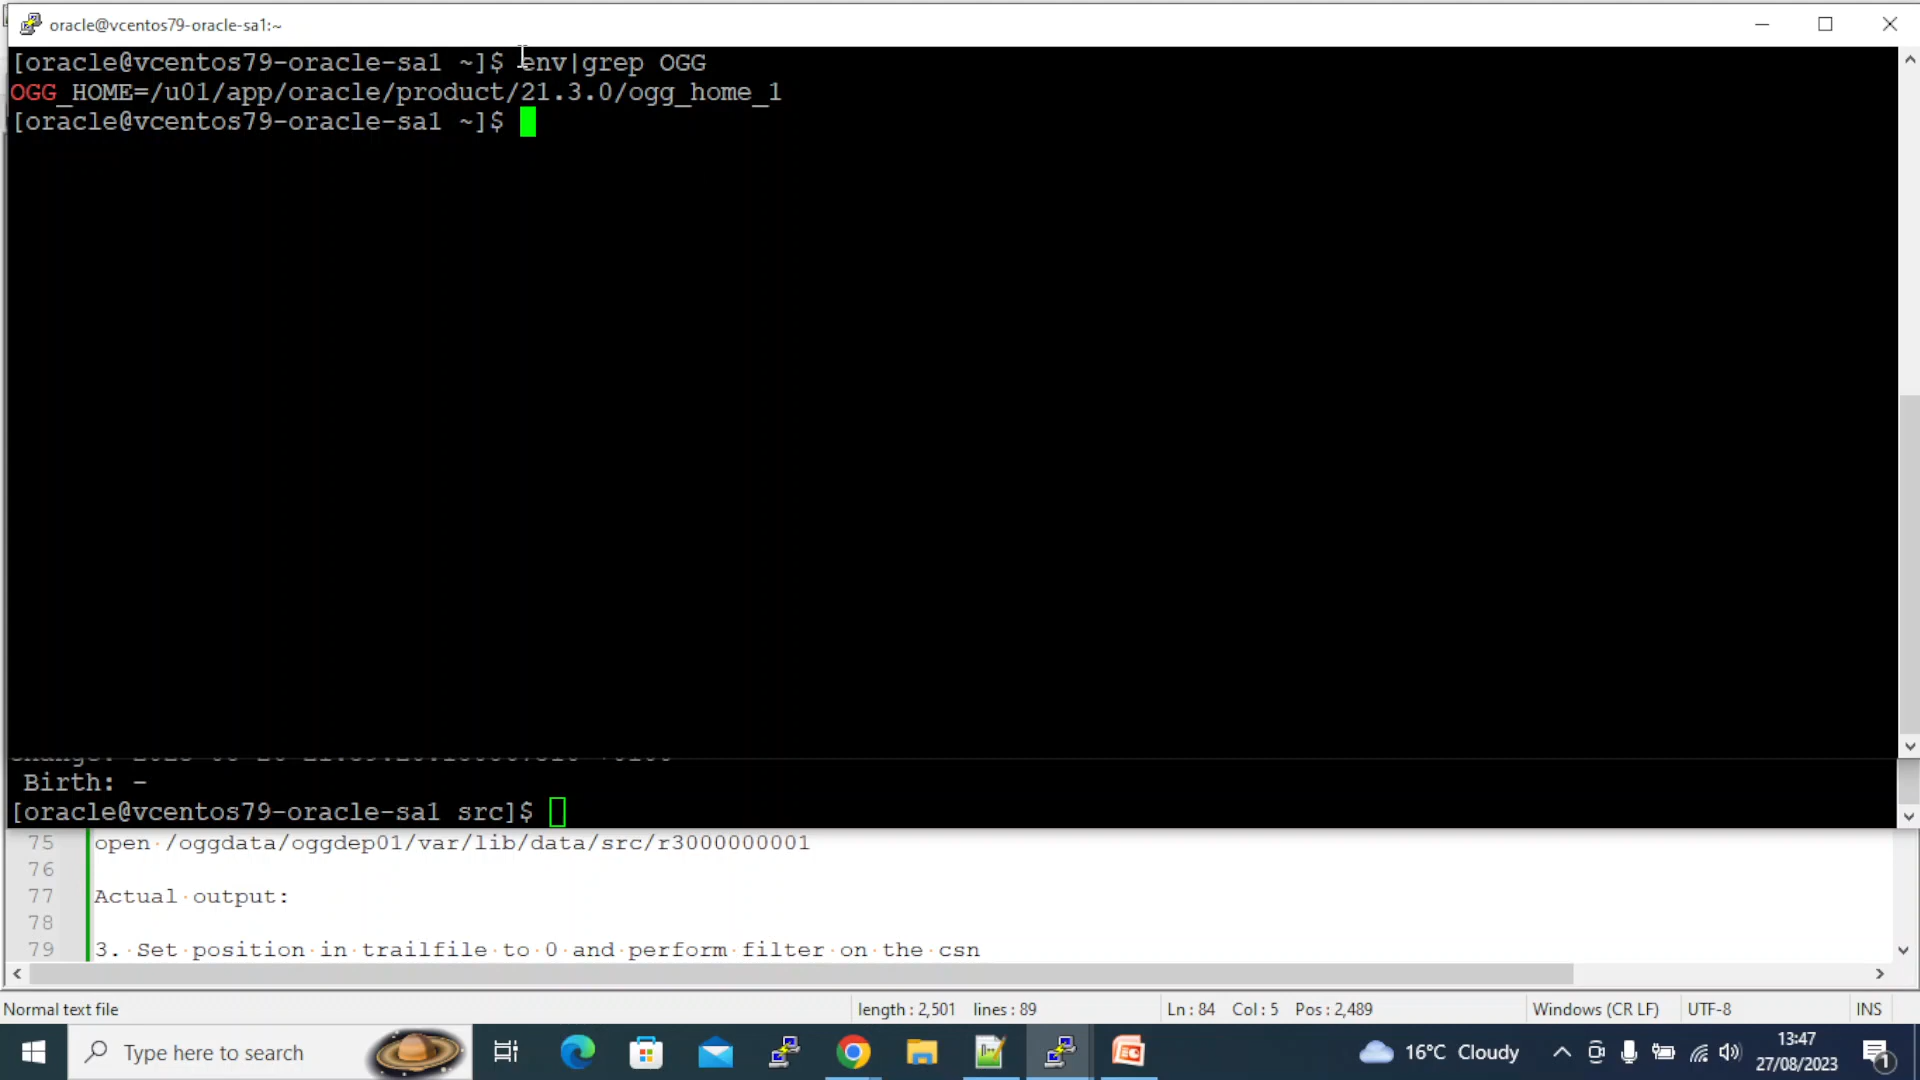 oracle@vcentos79-oracle-sa1:~
[oracle@vcentos79-oracle-sa1 ~]$ env|grep OGG
OGG_HOME=/u01/app/oracle/product/21.3.0/ogg_home_1
[oracle@vcentos79-oracle-sa1 ~]$
Birth: -
[oracle@vcentos79-oracle-sa1 src]$
75 open /oggdata/oggdep01/var/lib/data/src/r3000000001
76
77 Actual output:
78
79 3. Set position in trailfile to 0 and perform filter on the csn
Normal text file length : 2,501 lines : 89 Ln : 84 Col : 5 Pos : 2,489 Windows (CR LF) UTF-8 INS
Type here to search 16°C Cloudy 13:47
27/08/2023 1